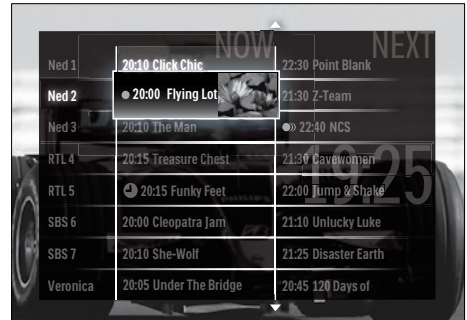 NOW NEXT
Ned 1 20:10 Click Chic 22:30 Point Blank
Ned 2 20:00 Flying Lot 21:30 Z-Team
Ned 3 20:10 The Man 22:40 NCS
RTL 4 20:15 Treasure Chest 21:30 Cavewomen
19:25
RTL 5 20:15 Funky Feet 22:00 Jump & Shake
SBS 6 20:00 Cleopatra Jam 21:10 Unlucky Luke
SBS 7 20:10 She-Wolf 21:25 Disaster Earth
Veronica 20:05 Under The Bridge 20:45 120 Days of